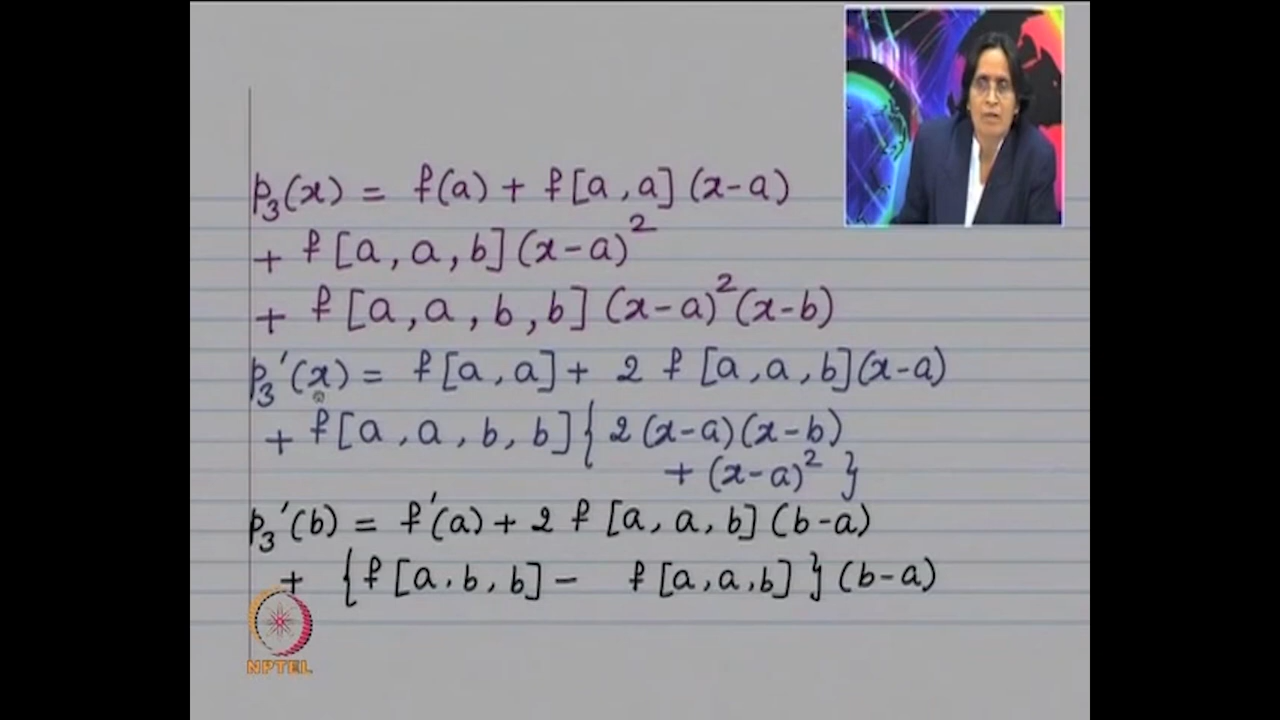 p₃(x) = f(a) + f[a, a](x-a)
+ f[a, a, b](x-a)²
+ f[a, a, b, b](x-a)²(x-b)
p₃'(x) = f[a, a] + 2 f[a, a, b](x-a)
+ f[a, a, b, b]{2(x-a)(x-b)
+ (x-a)²}
p₃'(b) = f'(a) + 2 f[a, a, b](b-a)
+ {f[a, b, b] - f[a, a, b]}(b-a)
NPTEL